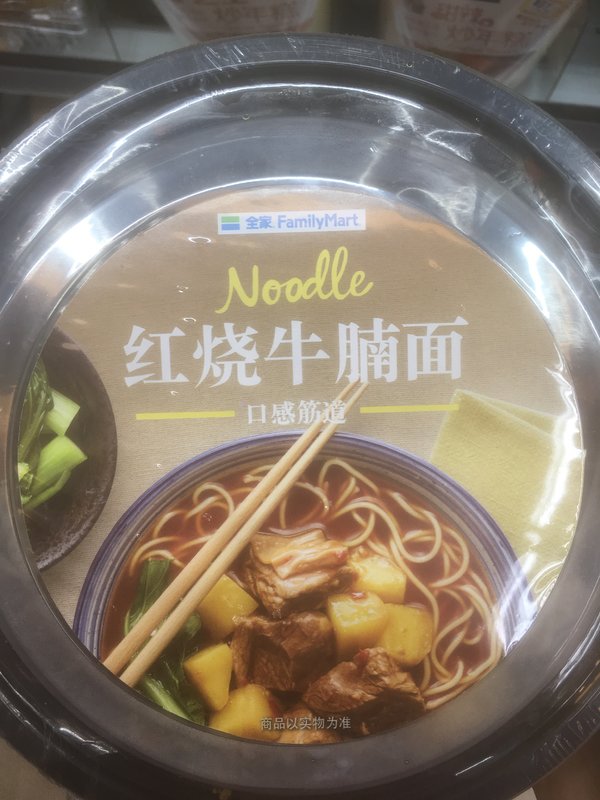 全家 FamilyMart
Noodle
红烧牛腩面
口感筋道
商品以实物为准